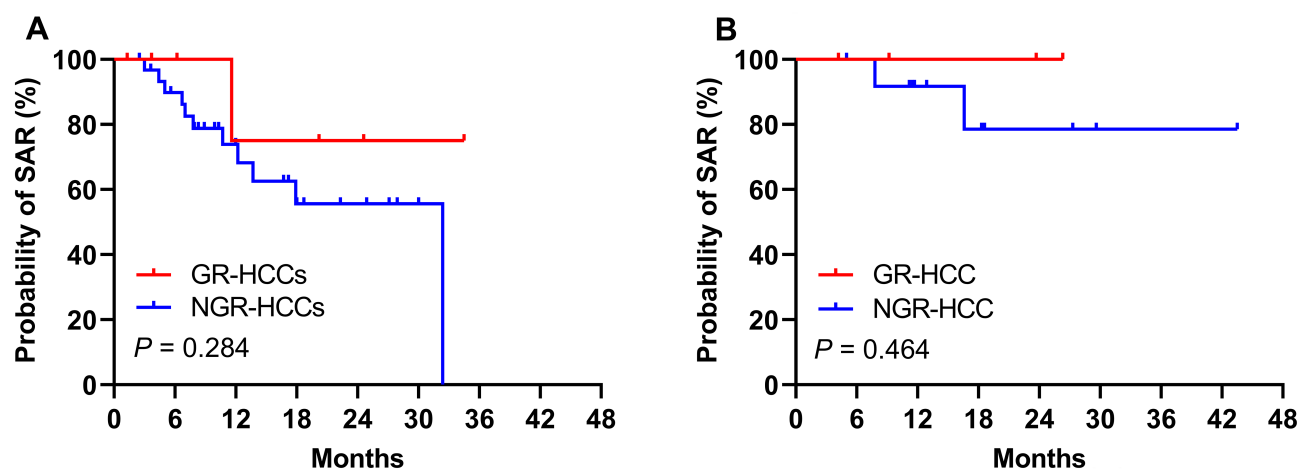 A
Probability of SAR (%)
100
80
60
40
20
0
GR-HCCs
NGR-HCCs
P = 0.284
0 6 12 18 24 30 36 42 48
Months
B
Probability of SAR (%)
100
80
60
40
20
0
GR-HCC
NGR-HCC
P = 0.464
0 6 12 18 24 30 36 42 48
Months